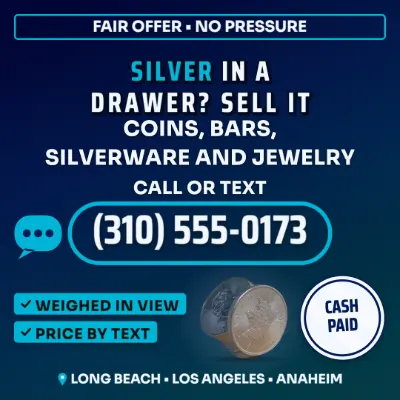 FAIR OFFER • NO PRESSURE
SILVER IN A
DRAWER? SELL IT
COINS, BARS,
SILVERWARE AND JEWELRY
CALL OR TEXT
(310) 555-0173
✓ WEIGHED IN VIEW
✓ PRICE BY TEXT
CASH
PAID
LONG BEACH • LOS ANGELES • ANAHEIM